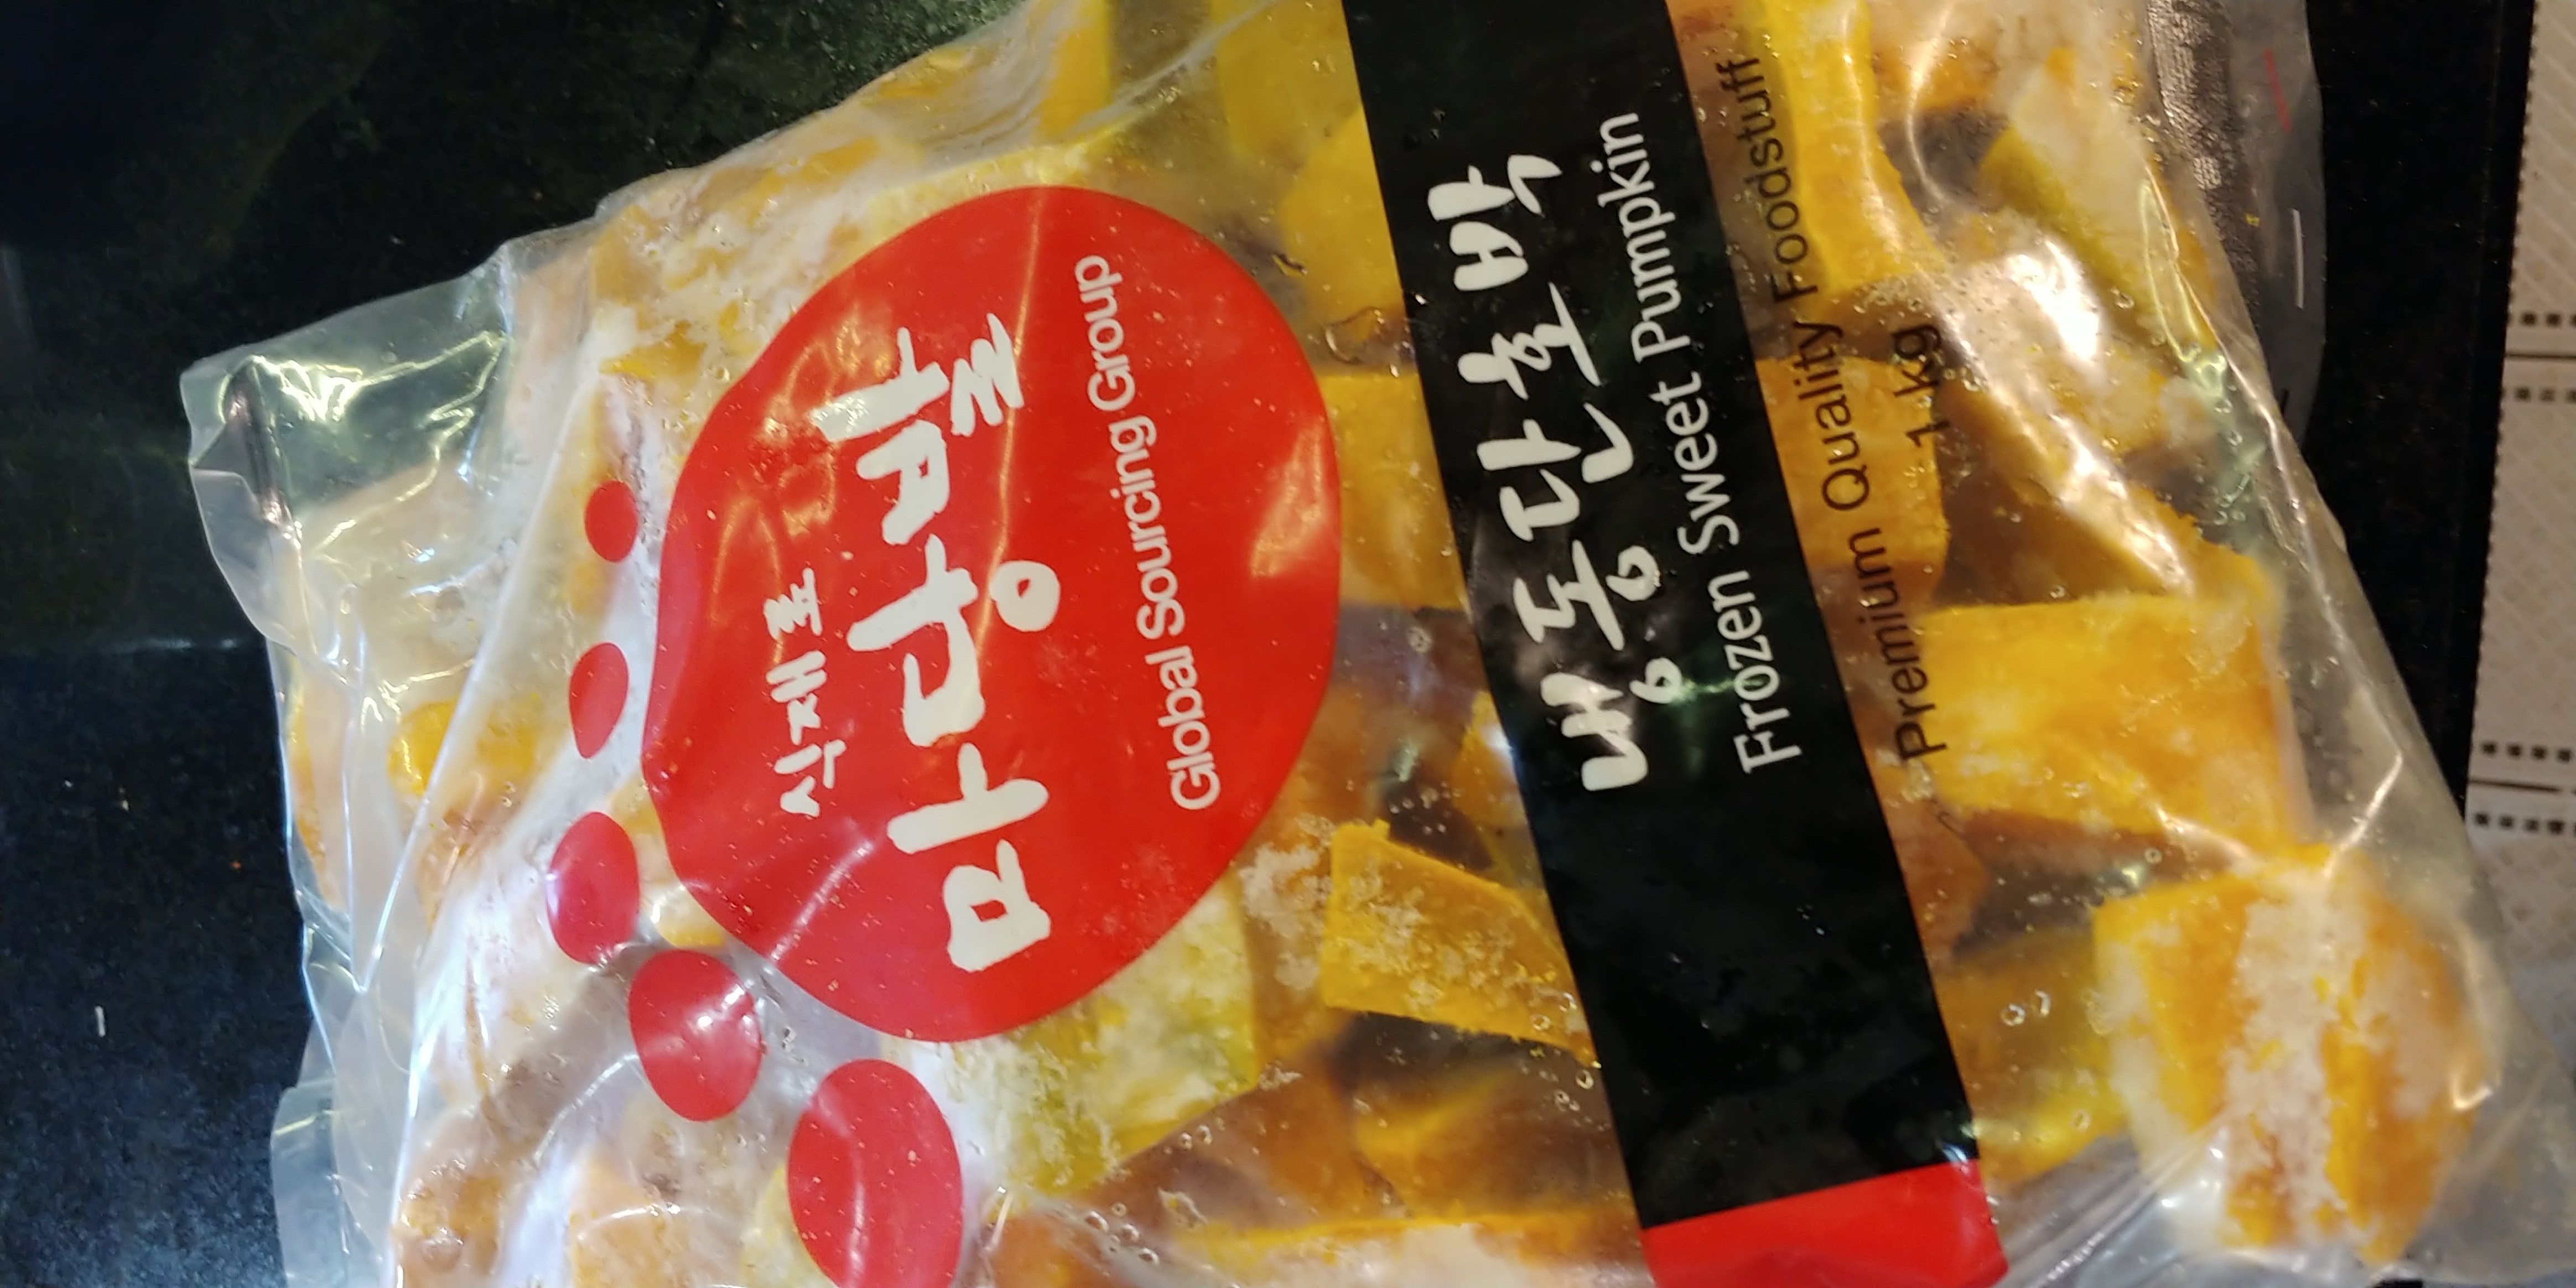 식재료
마당발
Global Sourcing Group
냉동단호박
Frozen Sweet Pumpkin
Premium Quality Foodstuff
1 kg